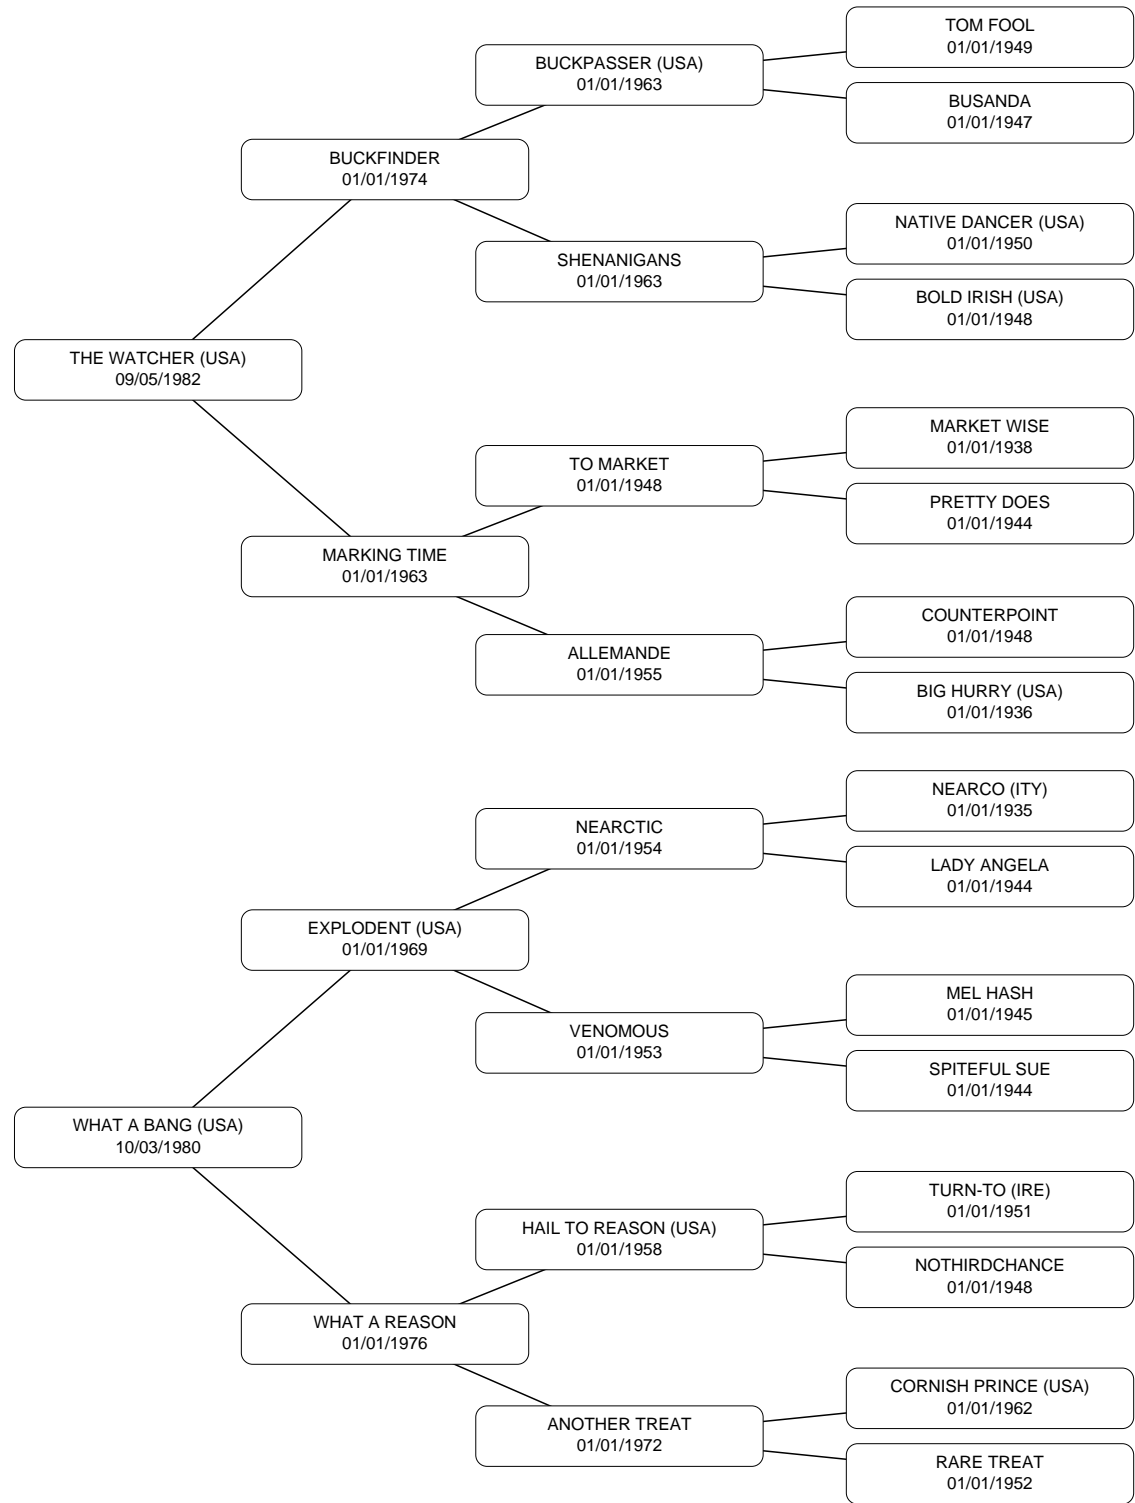 TOM FOOL
01/01/1949
BUCKPASSER (USA)
01/01/1963
BUSANDA
01/01/1947
BUCKFINDER
01/01/1974
NATIVE DANCER (USA)
01/01/1950
SHENANIGANS
01/01/1963
BOLD IRISH (USA)
01/01/1948
THE WATCHER (USA)
09/05/1982
MARKET WISE
01/01/1938
TO MARKET
01/01/1948
PRETTY DOES
01/01/1944
MARKING TIME
01/01/1963
COUNTERPOINT
01/01/1948
ALLEMANDE
01/01/1955
BIG HURRY (USA)
01/01/1936
NEARCO (ITY)
01/01/1935
NEARCTIC
01/01/1954
LADY ANGELA
01/01/1944
EXPLODENT (USA)
01/01/1969
MEL HASH
01/01/1945
VENOMOUS
01/01/1953
SPITEFUL SUE
01/01/1944
WHAT A BANG (USA)
10/03/1980
TURN-TO (IRE)
01/01/1951
HAIL TO REASON (USA)
01/01/1958
NOTHIRDCHANCE
01/01/1948
WHAT A REASON
01/01/1976
CORNISH PRINCE (USA)
01/01/1962
ANOTHER TREAT
01/01/1972
RARE TREAT
01/01/1952